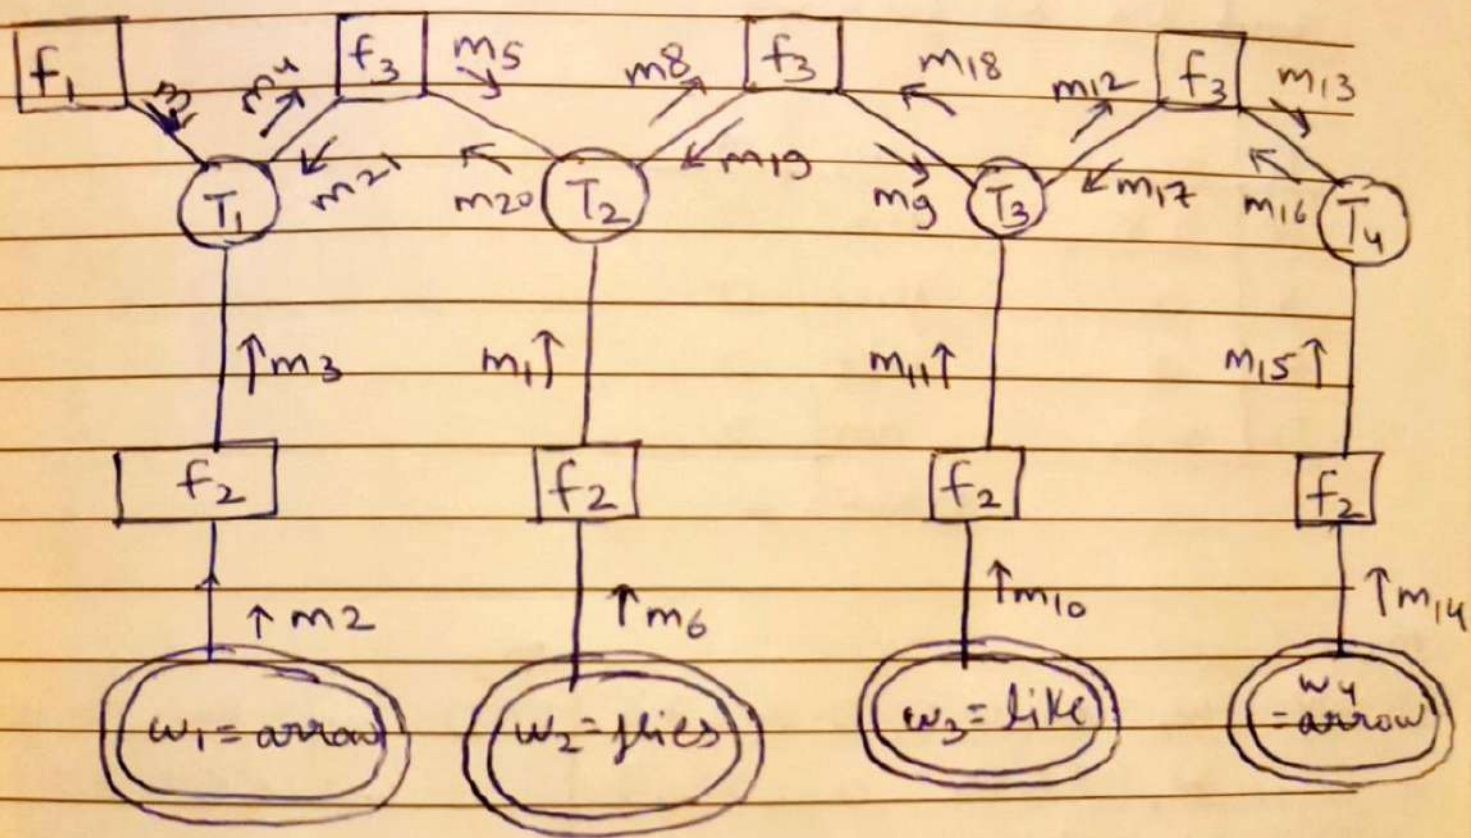 f1 m4 f3 m5 m8 f3 m18 m12 f3 m13
T1 m21 m20 T2 m19 m9 T3 m17 m16 T4
↑m3 m1↑ m11↑ m15↑
f2 f2 f2 f2
↑m2 ↑m6 ↑m10 ↑m14
w1 = arrow w2 = flies w3 = like w4 = arrow